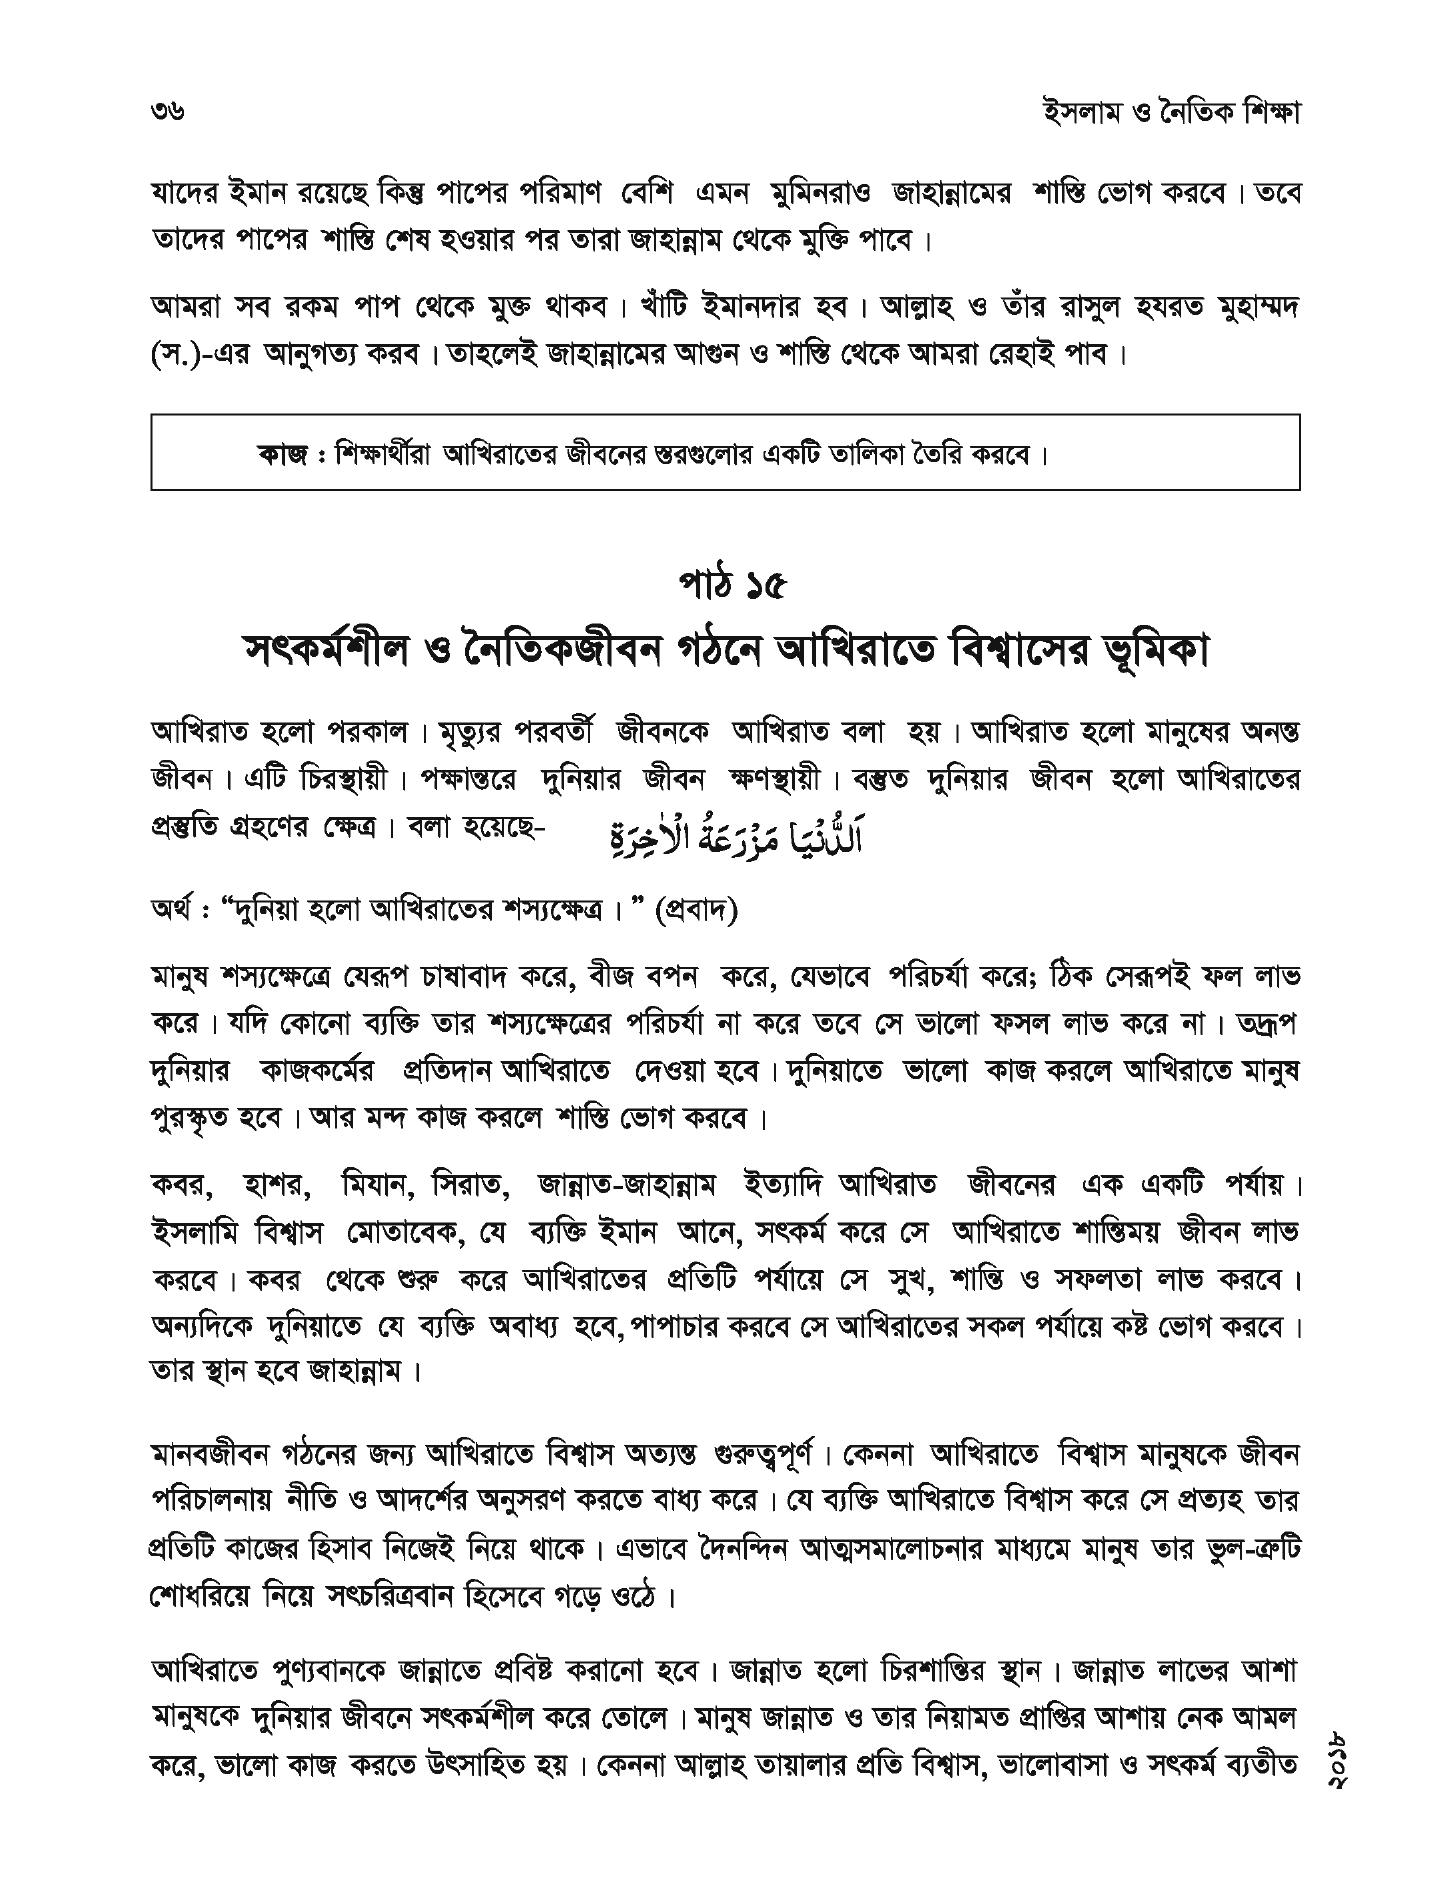 ৩৬
ইসলাম ও নৈতিক শিক্ষা
যাদের ইমান রয়েছে কিন্তু পাপের পরিমাণ বেশি এমন মুমিনরাও জাহান্নামের শাস্তি ভোগ করবে। তবে
তাদের পাপের শাস্তি শেষ হওয়ার পর তারা জাহান্নাম থেকে মুক্তি পাবে।
আমরা সব রকম পাপ থেকে মুক্ত থাকব। খাঁটি ইমানদার হব। আল্লাহ ও তাঁর রাসুল হযরত মুহাম্মদ
(স.)-এর আনুগত্য করব। তাহলেই জাহান্নামের আগুন ও শাস্তি থেকে আমরা রেহাই পাব।
কাজ : শিক্ষার্থীরা আখিরাতের জীবনের স্তরগুলোর একটি তালিকা তৈরি করবে।
পাঠ ১৫
সৎকর্মশীল ও নৈতিকজীবন গঠনে আখিরাতে বিশ্বাসের ভূমিকা
আখিরাত হলো পরকাল। মৃত্যুর পরবর্তী জীবনকে আখিরাত বলা হয়। আখিরাত হলো মানুষের অনন্ত
জীবন। এটি চিরস্থায়ী। পক্ষান্তরে দুনিয়ার জীবন ক্ষণস্থায়ী। বস্তুত দুনিয়ার জীবন হলো আখিরাতের
প্রস্তুতি গ্রহণের ক্ষেত্র। বলা হয়েছে- اَلدُّنْيَا مَزْرَعَةُ الْاٰخِرَةِ
অর্থ : “দুনিয়া হলো আখিরাতের শস্যক্ষেত্র।” (প্রবাদ)
মানুষ শস্যক্ষেত্রে যেরূপ চাষাবাদ করে, বীজ বপন করে, যেভাবে পরিচর্যা করে; ঠিক সেরূপই ফল লাভ
করে। যদি কোনো ব্যক্তি তার শস্যক্ষেত্রের পরিচর্যা না করে তবে সে ভালো ফসল লাভ করে না। তদ্রূপ
দুনিয়ার কাজকর্মের প্রতিদান আখিরাতে দেওয়া হবে। দুনিয়াতে ভালো কাজ করলে আখিরাতে মানুষ
পুরস্কৃত হবে। আর মন্দ কাজ করলে শাস্তি ভোগ করবে।
কবর, হাশর, মিযান, সিরাত, জান্নাত-জাহান্নাম ইত্যাদি আখিরাত জীবনের এক একটি পর্যায়।
ইসলামি বিশ্বাস মোতাবেক, যে ব্যক্তি ইমান আনে, সৎকর্ম করে সে আখিরাতে শান্তিময় জীবন লাভ
করবে। কবর থেকে শুরু করে আখিরাতের প্রতিটি পর্যায়ে সে সুখ, শান্তি ও সফলতা লাভ করবে।
অন্যদিকে দুনিয়াতে যে ব্যক্তি অবাধ্য হবে, পাপাচার করবে সে আখিরাতের সকল পর্যায়ে কষ্ট ভোগ করবে।
তার স্থান হবে জাহান্নাম।
মানবজীবন গঠনের জন্য আখিরাতে বিশ্বাস অত্যন্ত গুরুত্বপূর্ণ। কেননা আখিরাতে বিশ্বাস মানুষকে জীবন
পরিচালনায় নীতি ও আদর্শের অনুসরণ করতে বাধ্য করে। যে ব্যক্তি আখিরাতে বিশ্বাস করে সে প্রত্যহ তার
প্রতিটি কাজের হিসাব নিজেই নিয়ে থাকে। এভাবে দৈনন্দিন আত্মসমালোচনার মাধ্যমে মানুষ তার ভুল-ত্রুটি
শোধরিয়ে নিয়ে সৎচরিত্রবান হিসেবে গড়ে ওঠে।
আখিরাতে পুণ্যবানকে জান্নাতে প্রবিষ্ট করানো হবে। জান্নাত হলো চিরশান্তির স্থান। জান্নাত লাভের আশা
মানুষকে দুনিয়ার জীবনে সৎকর্মশীল করে তোলে। মানুষ জান্নাত ও তার নিয়ামত প্রাপ্তির আশায় নেক আমল
করে, ভালো কাজ করতে উৎসাহিত হয়। কেননা আল্লাহ তায়ালার প্রতি বিশ্বাস, ভালোবাসা ও সৎকর্ম ব্যতীত
২০১৮